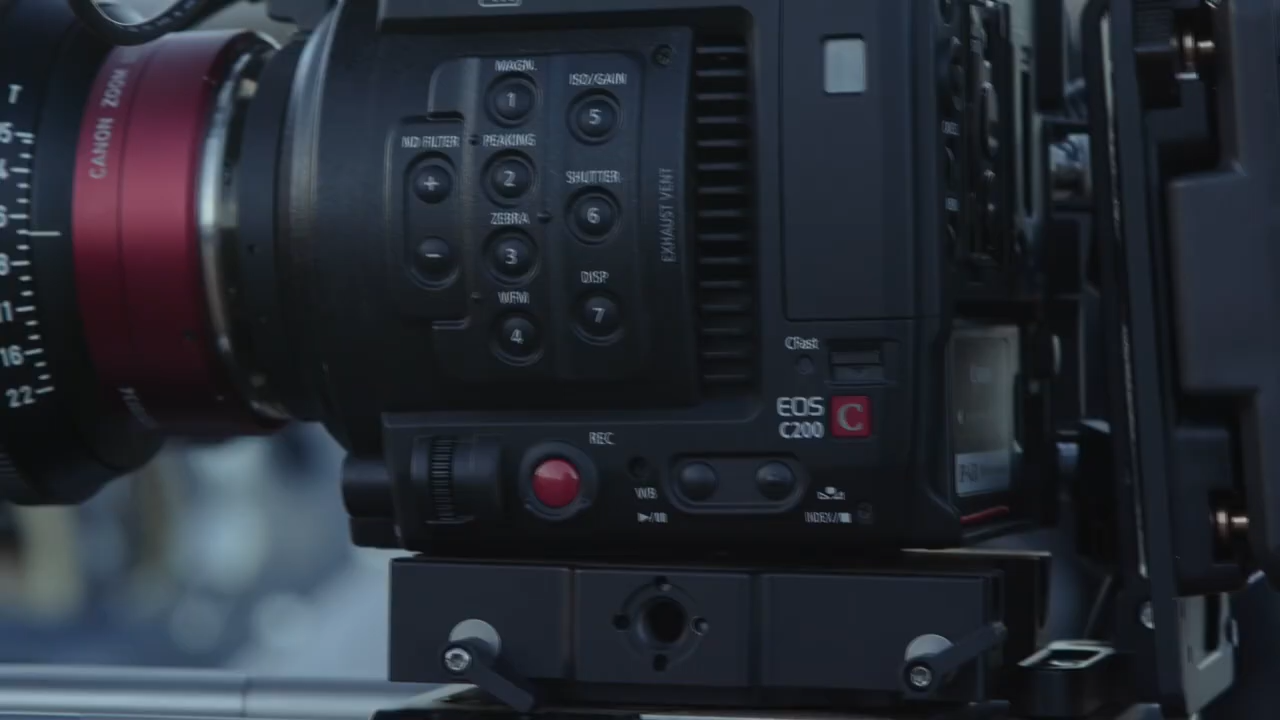 CANON ZOOM
5
4
8
11
16
22
MAGN.
1
ISO/GAIN
5
ND FILTER
PEAKING
+
2
SHUTTER
6
ZEBRA
-
3
DISP.
7
WFM
4
EXHAUST VENT
CFast
EOS C
C200
REC
WB
INDEX/